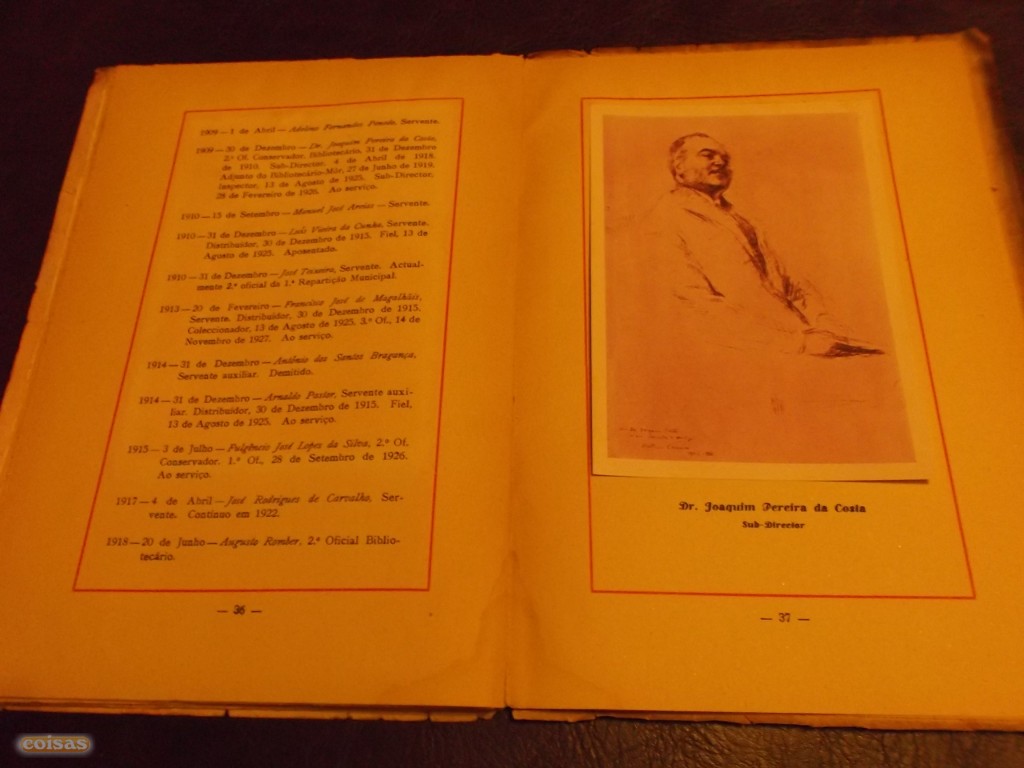 1909 — 1 de Abril — Adelino Fernandes Penedo, Servente.
1909 — 30 de Dezembro — Dr. Joaquim Pereira da Costa,
2.º Of. Conservador. Bibliotecário, 31 de Dezembro
de 1910. Sub-Director, 4 de Abril de 1918.
Adjunto do Bibliotecário-Mór, 27 de Junho de 1919.
Inspector, 13 de Agosto de 1925. Sub-Director,
28 de Fevereiro de 1926. Ao serviço.
1910 — 15 de Setembro — Manuel José Areias — Servente.
1910 — 31 de Dezembro — Luís Vieira da Cunha, Servente.
Distribuidor, 30 de Dezembro de 1915. Fiel, 13 de
Agosto de 1925. Aposentado.
1910 — 31 de Dezembro — José Teixeira, Servente. Actual-
mente 2.º oficial da 1.ª Repartição Municipal.
1913 — 20 de Fevereiro — Francisco José de Magalhães,
Servente. Distribuidor, 30 de Dezembro de 1915.
Coleccionador, 13 de Agosto de 1925. 3.º Of., 14 de
Novembro de 1927. Ao serviço.
1914 — 31 de Dezembro — António dos Santos Bragança,
Servente auxiliar. Demitido.
1914 — 31 de Dezembro — Arnaldo Pastor, Servente auxi-
liar. Distribuidor, 30 de Dezembro de 1915. Fiel,
13 de Agosto de 1925. Ao serviço.
1915 — 3 de Julho — Fulgêncio José Lopes da Silva, 2.º Of.
Conservador. 1.º Of., 28 de Setembro de 1926.
Ao serviço.
1917 — 4 de Abril — José Rodrigues de Carvalho, Ser-
vente. Contínuo em 1922.
1918 — 20 de Junho — Augusto Romber, 2.º Oficial Biblio-
tecário.
— 36 —
Dr. Joaquim Pereira da Costa
Sub-Director
— 37 —
coisas